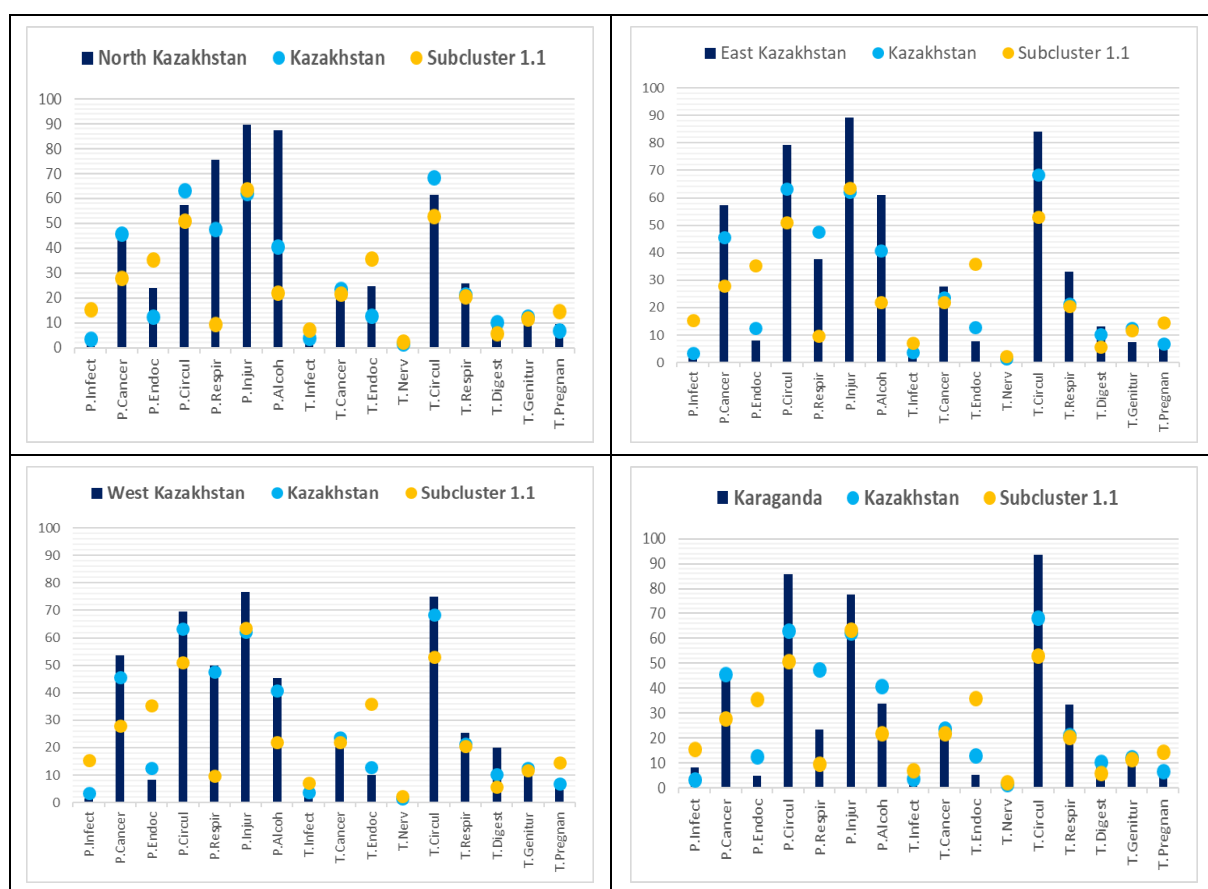 North Kazakhstan Kazakhstan Subcluster 1.1
100
90
80
70
60
50
40
30
20
10
0
P.Infect
P.Cancer
P.Endoc
P.Circul
P.Respir
P.Injur
P.Alcoh
T.Infect
T.Cancer
T.Endoc
T.Nerv
T.Circul
T.Respir
T.Digest
T.Genitur
T.Pregnan
East Kazakhstan Kazakhstan Subcluster 1.1
100
90
80
70
60
50
40
30
20
10
0
P.Infect
P.Cancer
P.Endoc
P.Circul
P.Respir
P.Injur
P.Alcoh
T.Infect
T.Cancer
T.Endoc
T.Nerv
T.Circul
T.Respir
T.Digest
T.Genitur
T.Pregnan
West Kazakhstan Kazakhstan Subcluster 1.1
100
90
80
70
60
50
40
30
20
10
0
P.Infect
P.Cancer
P.Endoc
P.Circul
P.Respir
P.Injur
P.Alcoh
T.Infect
T.Cancer
T.Endoc
T.Nerv
T.Circul
T.Respir
T.Digest
T.Genitur
T.Pregnan
Karaganda Kazakhstan Subcluster 1.1
100
90
80
70
60
50
40
30
20
10
0
P.Infect
P.Cancer
P.Endoc
P.Circul
P.Respir
P.Injur
P.Alcoh
T.Infect
T.Cancer
T.Endoc
T.Nerv
T.Circul
T.Respir
T.Digest
T.Genitur
T.Pregnan